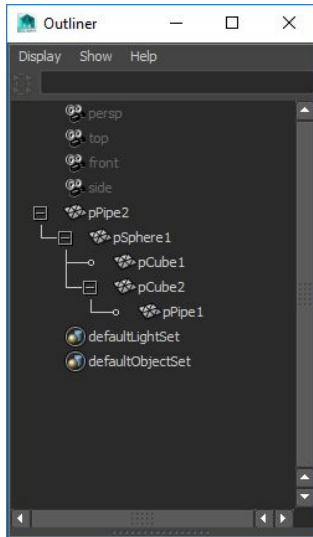 Outliner
Display Show Help
persp
top
front
side
pPipe2
pSphere1
pCube1
pCube2
pPipe1
defaultLightSet
defaultObjectSet